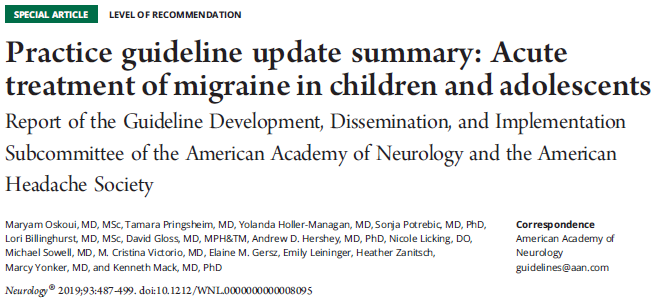 SPECIAL ARTICLE LEVEL OF RECOMMENDATION
Practice guideline update summary: Acute
treatment of migraine in children and adolescents
Report of the Guideline Development, Dissemination, and Implementation
Subcommittee of the American Academy of Neurology and the American
Headache Society
Maryam Oskoui, MD, MSc, Tamara Pringsheim, MD, Yolanda Holler-Managan, MD, Sonja Potrebic, MD, PhD,
Lori Billinghurst, MD, MSc, David Gloss, MD, MPH&TM, Andrew D. Hershey, MD, PhD, Nicole Licking, DO,
Michael Sowell, MD, M. Cristina Victorio, MD, Elaine M. Gersz, Emily Leininger, Heather Zanitsch,
Marcy Yonker, MD, and Kenneth Mack, MD, PhD
Neurology® 2019;93:487-499. doi:10.1212/WNL.0000000000008095
Correspondence
American Academy of
Neurology
guidelines@aan.com